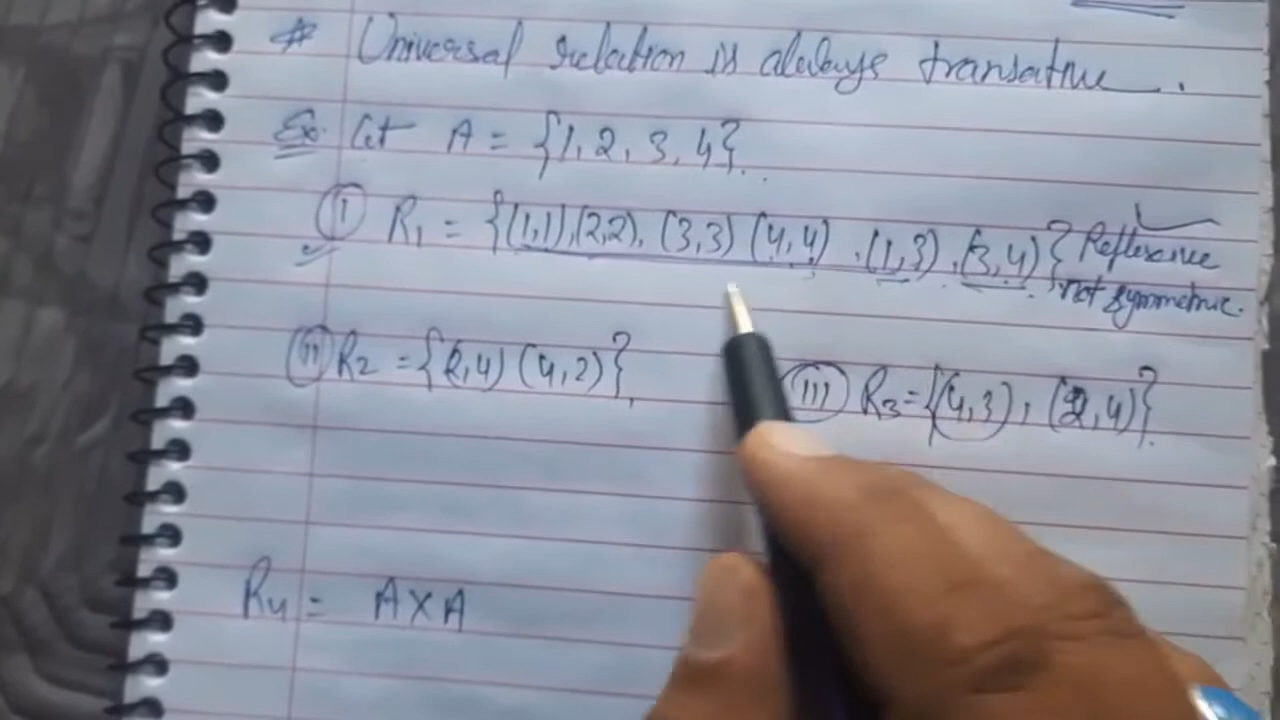 # Universal relation is always transative.
Ex. Let A = {1, 2, 3, 4}.
(i) R₁ = {(1,1),(2,2), (3,3) (4,4) , (1,3) , (3,4)} Reflexive
not symmetric.
(ii) R₂ = {(2,4) (4,2)},
(iii) R₃ = {(4,3), (2,4)}
R₄ = A X A